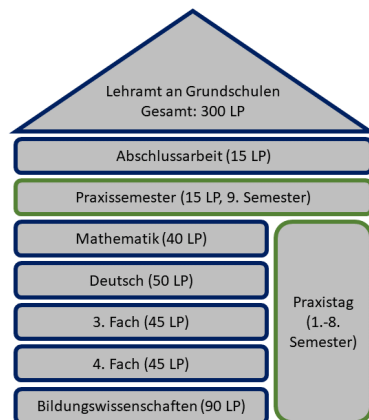 Lehramt an Grundschulen
Gesamt: 300 LP
Abschlussarbeit (15 LP)
Praxissemester (15 LP, 9. Semester)
Mathematik (40 LP)
Deutsch (50 LP)
3. Fach (45 LP)
4. Fach (45 LP)
Bildungswissenschaften (90 LP)
Praxistag
(1.-8.
Semester)